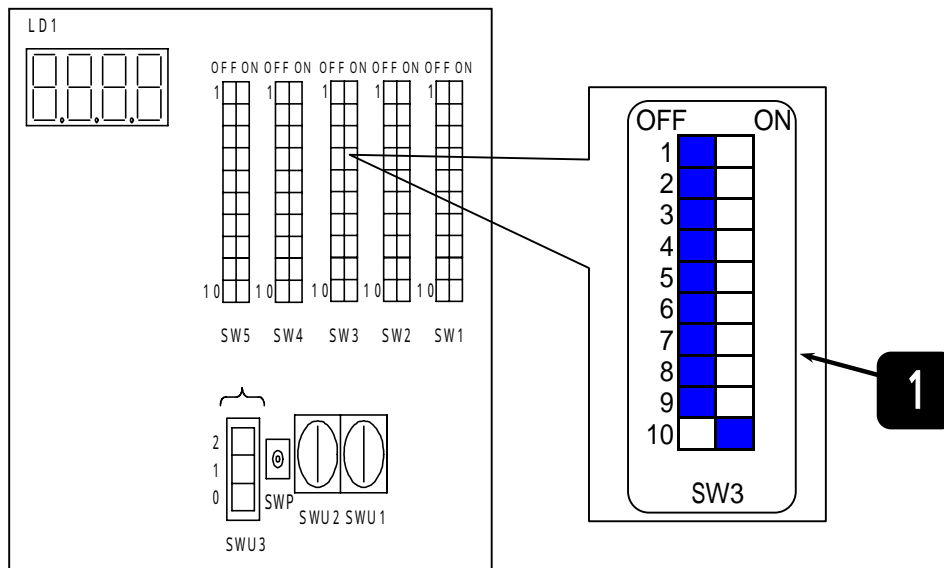 LD1
OFF ON OFF ON OFF ON OFF ON OFF ON
1 1 1 1 1
10 10 10 10 10
SW5 SW4 SW3 SW2 SW1
2
1
0
SWP
SWU2 SWU1
SWU3
OFF ON
1
2
3
4
5
6
7
8
9
10
SW3
1